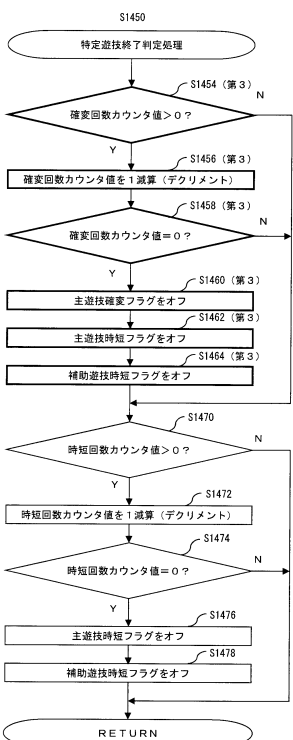 S1450
特定遊技終了判定処理
S1454 (第3)
N
確変回数カウンタ値>0?
Y
S1456 (第3)
確変回数カウンタ値を1減算(デクリメント)
S1458 (第3)
N
確変回数カウンタ値=0?
Y
S1460 (第3)
主遊技確変フラグをオフ
S1462 (第3)
主遊技時短フラグをオフ
S1464 (第3)
補助遊技時短フラグをオフ
S1470
N
時短回数カウンタ値>0?
Y
S1472
時短回数カウンタ値を1減算(デクリメント)
S1474
N
時短回数カウンタ値=0?
Y
S1476
主遊技時短フラグをオフ
S1478
補助遊技時短フラグをオフ
RETURN